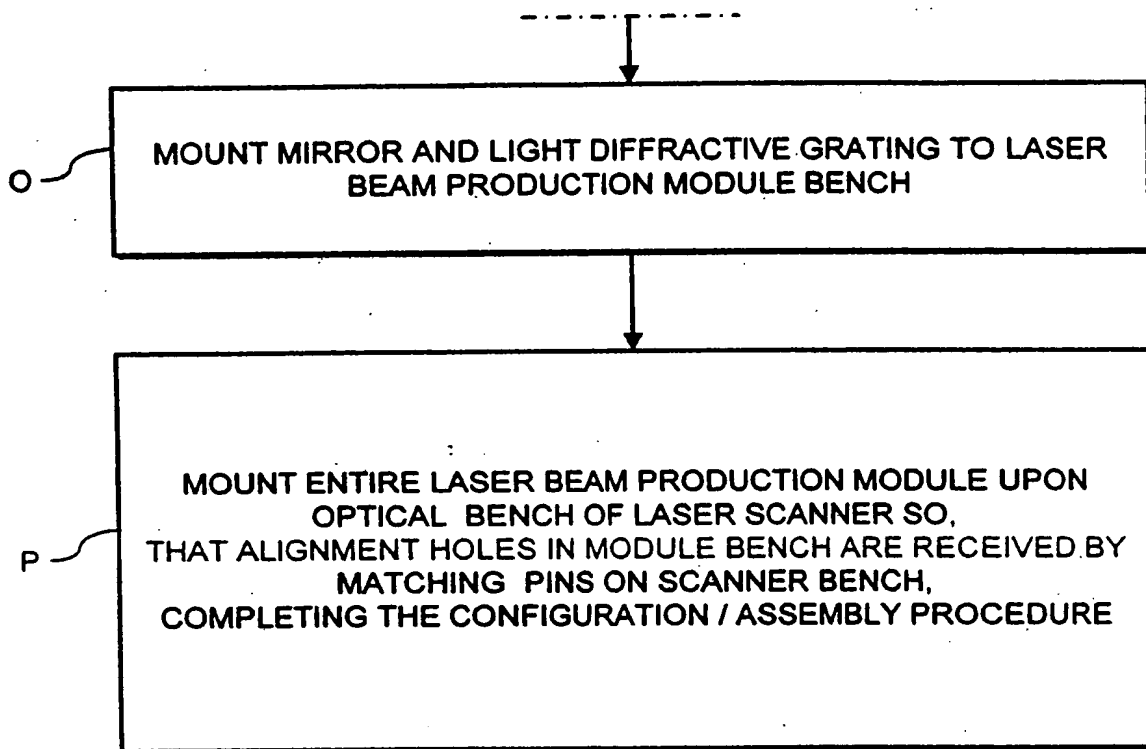 O
MOUNT MIRROR AND LIGHT DIFFRACTIVE GRATING TO LASER
BEAM PRODUCTION MODULE BENCH
P
MOUNT ENTIRE LASER BEAM PRODUCTION MODULE UPON
OPTICAL BENCH OF LASER SCANNER SO,
THAT ALIGNMENT HOLES IN MODULE BENCH ARE RECEIVED BY
MATCHING PINS ON SCANNER BENCH,
COMPLETING THE CONFIGURATION / ASSEMBLY PROCEDURE